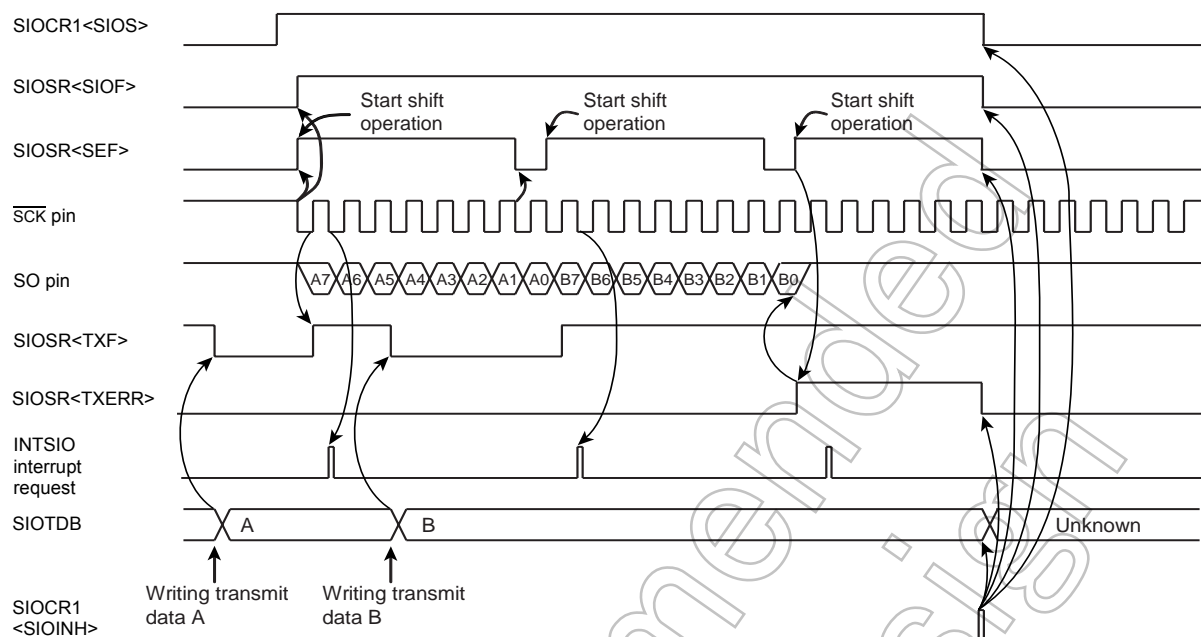 SIOCR1<SIOS>
SIOSR<SIOF>
Start shift
operation
Start shift
operation
Start shift
operation
SIOSR<SEF>
SCK pin
SO pin
A7 A6 A5 A4 A3 A2 A1 A0 B7 B6 B5 B4 B3 B2 B1 B0
SIOSR<TXF>
SIOSR<TXERR>
INTSIO
interrupt
request
SIOTDB
A
B
Unknown
Writing transmit
data A
Writing transmit
data B
SIOCR1
<SIOINH>
mended
sign